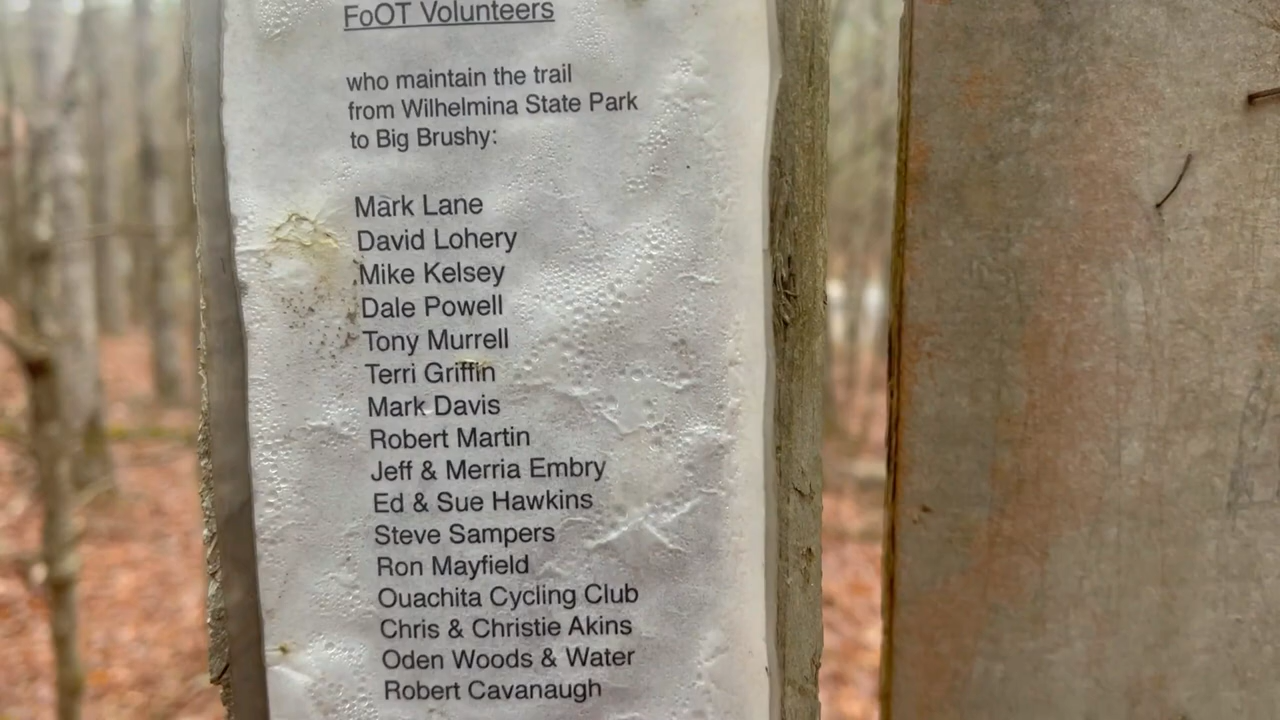 FoOT Volunteers
who maintain the trail
from Wilhelmina State Park
to Big Brushy:
Mark Lane
David Lohery
Mike Kelsey
Dale Powell
Tony Murrell
Terri Griffin
Mark Davis
Robert Martin
Jeff & Merria Embry
Ed & Sue Hawkins
Steve Sampers
Ron Mayfield
Ouachita Cycling Club
Chris & Christie Akins
Oden Woods & Water
Robert Cavanaugh